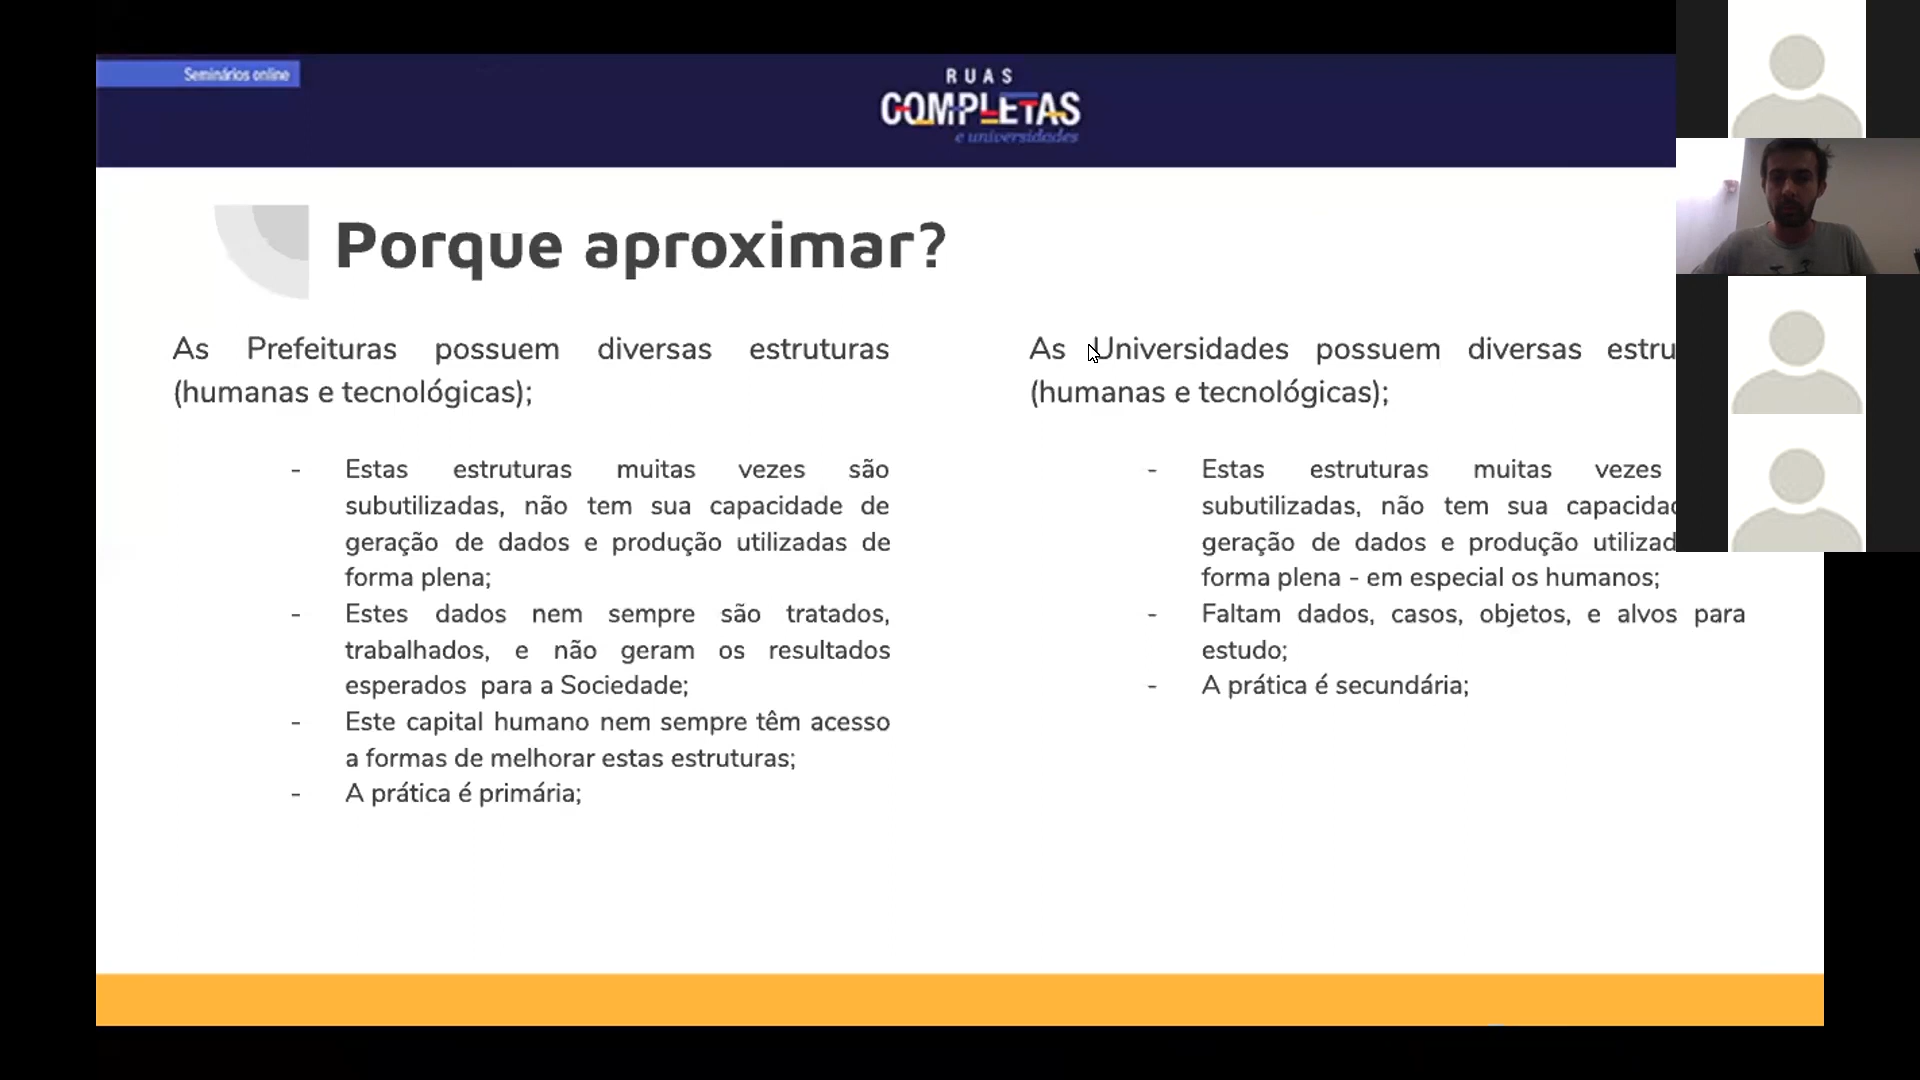 Seminários online
RUAS
COMPLETAS
e universidades
Porque aproximar?
As Prefeituras possuem diversas estruturas
(humanas e tecnológicas);
- Estas estruturas muitas vezes são
subutilizadas, não tem sua capacidade de
geração de dados e produção utilizadas de
forma plena;
- Estes dados nem sempre são tratados,
trabalhados, e não geram os resultados
esperados para a Sociedade;
- Este capital humano nem sempre têm acesso
a formas de melhorar estas estruturas;
- A prática é primária;
As Universidades possuem diversas estru
(humanas e tecnológicas);
- Estas estruturas muitas vezes
subutilizadas, não tem sua capacidad
geração de dados e produção utilizad
forma plena - em especial os humanos;
- Faltam dados, casos, objetos, e alvos para
estudo;
- A prática é secundária;